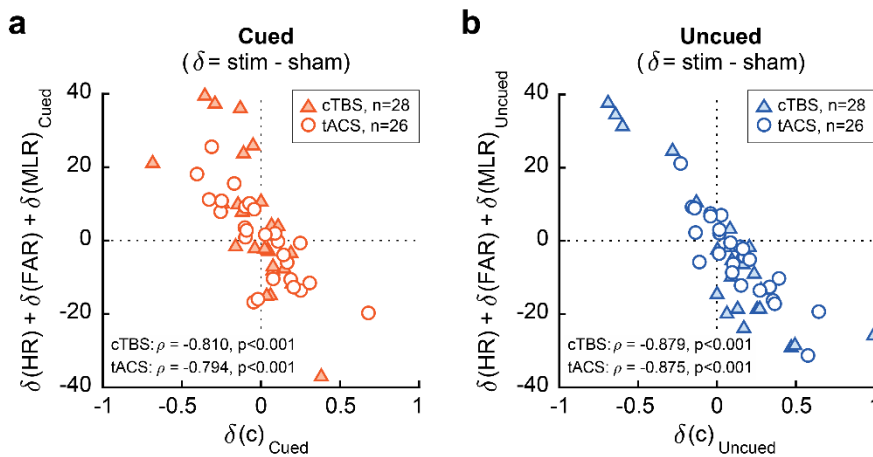 a
Cued
(δ= stim - sham)
δ(HR) + δ(FAR) + δ(MLR) Cued
40
20
0
-20
-40
cTBS, n=28
tACS, n=26
cTBS: ρ = -0.810, p<0.001
tACS: ρ = -0.794, p<0.001
-1
-0.5
0
0.5
1
δ(c) Cued
b
Uncued
(δ= stim - sham)
δ(HR) + δ(FAR) + δ(MLR) Uncued
40
20
0
-20
-40
cTBS, n=28
tACS, n=26
cTBS: ρ = -0.879, p<0.001
tACS: ρ = -0.875, p<0.001
-1
-0.5
0
0.5
1
δ(c) Uncued